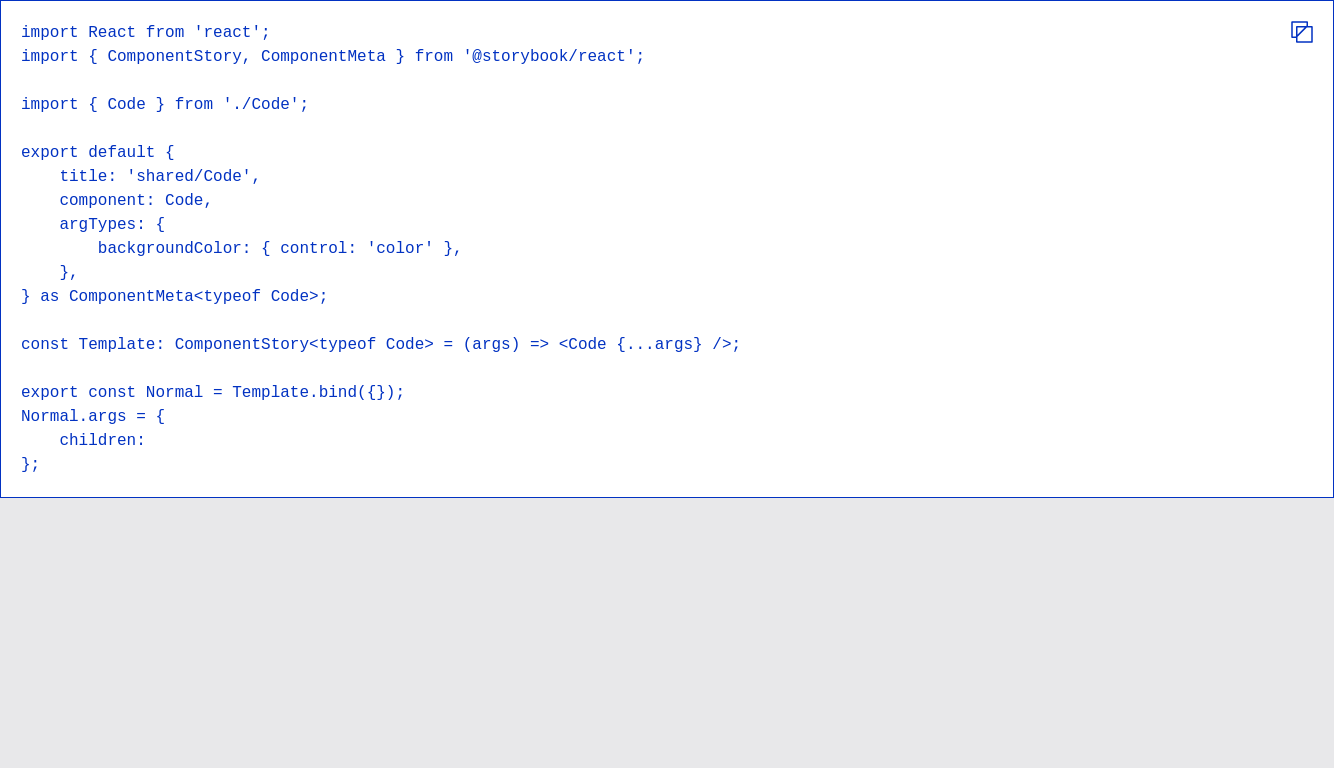 import React from 'react';
import { ComponentStory, ComponentMeta } from '@storybook/react';

import { Code } from './Code';

export default {
    title: 'shared/Code',
    component: Code,
    argTypes: {
        backgroundColor: { control: 'color' },
    },
} as ComponentMeta<typeof Code>;

const Template: ComponentStory<typeof Code> = (args) => <Code {...args} />;

export const Normal = Template.bind({});
Normal.args = {
    children:
};